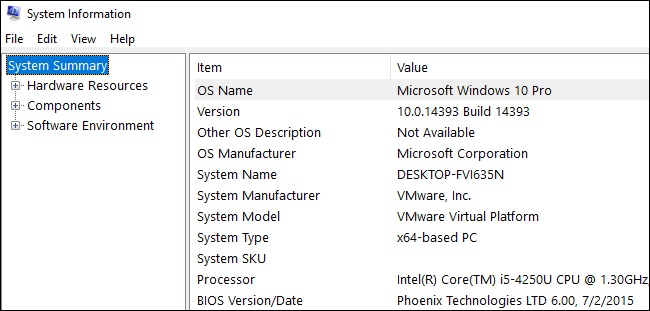 System Information
File Edit View Help
System Summary
Hardware Resources
Components
Software Environment
Item Value
OS Name Microsoft Windows 10 Pro
Version 10.0.14393 Build 14393
Other OS Description Not Available
OS Manufacturer Microsoft Corporation
System Name DESKTOP-FVI635N
System Manufacturer VMware, Inc.
System Model VMware Virtual Platform
System Type x64-based PC
System SKU
Processor Intel(R) Core(TM) i5-4250U CPU @ 1.30GHz,
BIOS Version/Date Phoenix Technologies LTD 6.00, 7/2/2015